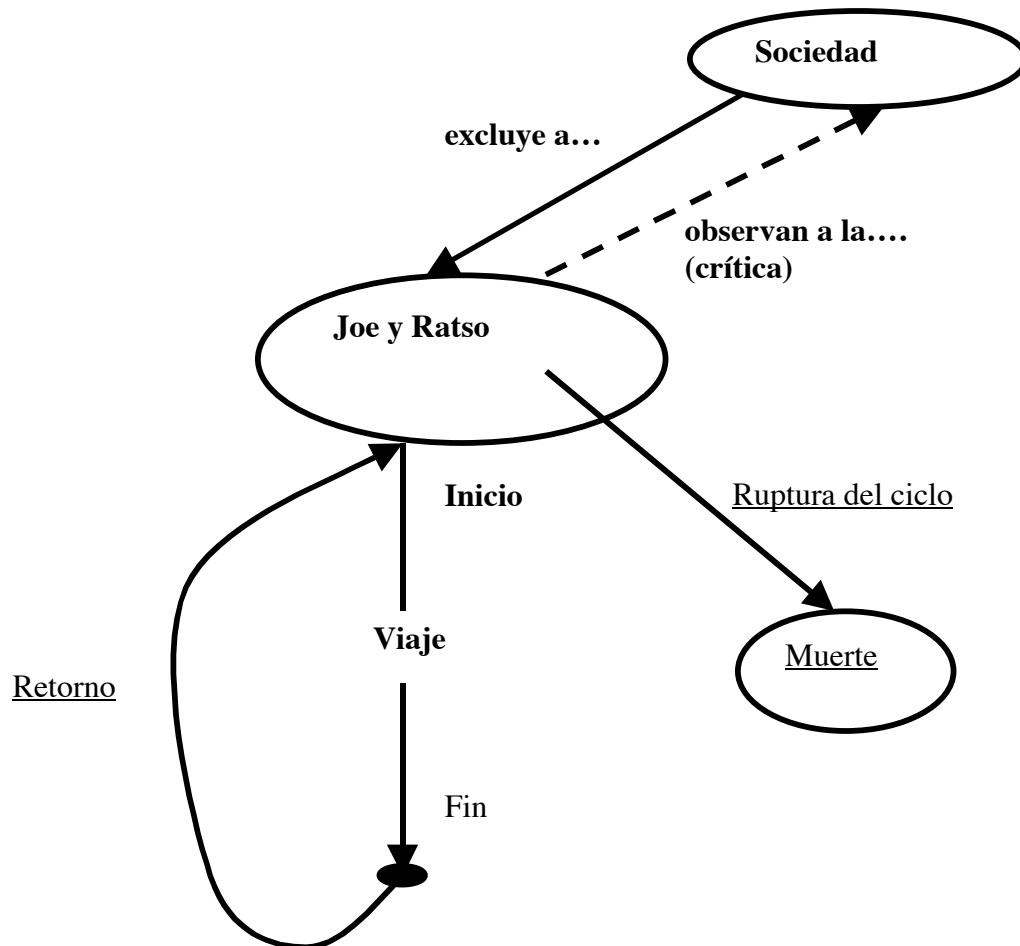 Sociedad
excluye a…
observan a la….
(crítica)
Joe y Ratso
Inicio
Ruptura del ciclo
Viaje
Muerte
Retorno
Fin